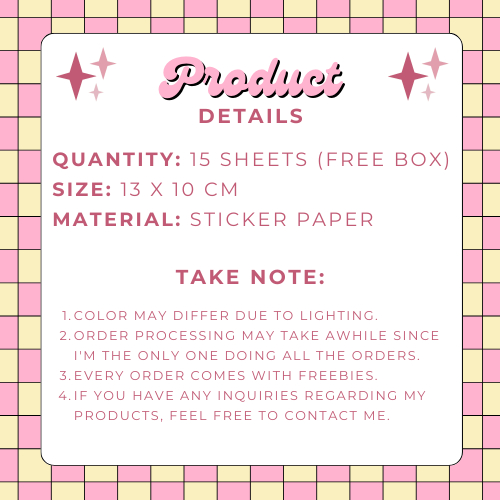 Product
DETAILS
QUANTITY: 15 SHEETS (FREE BOX)
SIZE: 13 X 10 CM
MATERIAL: STICKER PAPER
TAKE NOTE:
1. COLOR MAY DIFFER DUE TO LIGHTING.
2. ORDER PROCESSING MAY TAKE AWHILE SINCE
I'M THE ONLY ONE DOING ALL THE ORDERS.
3. EVERY ORDER COMES WITH FREEBIES.
4. IF YOU HAVE ANY INQUIRIES REGARDING MY
PRODUCTS, FEEL FREE TO CONTACT ME.